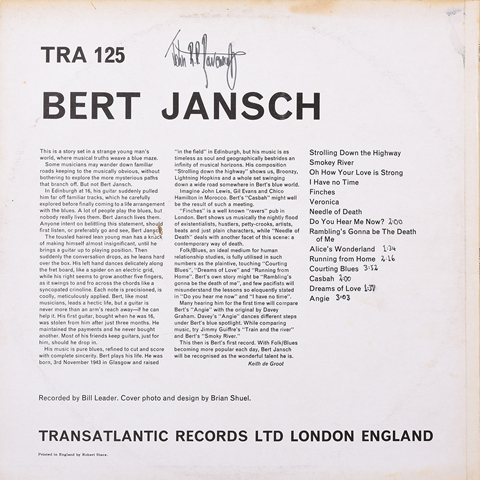 TRA 125
BERT JANSCH
This is a story set in a strange young man's
world, where musical truths weave a blue maze.
Some musicians may wander down familiar
roads keeping to the musically obvious, without
bothering to explore the more mysterious paths
that branch off. But not Bert Jansch.
In Edinburgh at 16, his guitar suddenly pulled
him far off familiar tracks, which he carefully
explored before finally coming to a life arrangement
with the blues. A lot of people play the blues, but
nobody really lives them. Bert Jansch lives them.
Anyone intent on belittling this statement, should
first listen, or preferably go and see, Bert Jansch.
The tousled haired lean young man has a knack
of making himself almost insignificant, until he
brings a guitar up to playing position. Then
suddenly the conversation drops, as he leans hard
over the box. His left hand dances delicately along
the fret board, like a spider on an electric grid,
while his right seems to grow another five fingers,
as it swings to and fro across the chords like a
syncopated crinoline. Each note is precisioned, is
coolly, meticulously applied. Bert, like most
musicians, leads a hectic life, but a guitar is
never more than an arm's reach away—if he can
help it. His first guitar, bought when he was 16,
was stolen from him after just three months. He
maintained the payments and he never bought
another. Most of his friends keep guitars, just for
him, should he drop in.
His music is pure blues, refined to cut and score
with complete sincerity. Bert plays his life. He was
born, 3rd November 1943 in Glasgow and raised
"in the field" in Edinburgh, but his music is as
timeless as soul and geographically bestrides an
infinity of musical horizons. His composition
"Strolling down the highway" shows us, Broonzy,
Lightning Hopkins and a whole set swinging
down a wide road somewhere in Bert's blue world.
Imagine John Lewis, Gil Evans and Chico
Hamilton in Morocco. Bert's "Casbah" might well
be the result of such a meeting.
"Finches" is a well known "ravers" pub in
London. Bert shows us musically the nightly flood
of existentialists, hustlers, petty-crooks, artists,
beats and just plain characters, while "Needle of
Death" deals with another facet of this scene: a
contemporary way of death.
Folk/Blues, an ideal medium for human
relationship studies, is fully utilised in such
numbers as the plaintive, touching "Courting
Blues", "Dreams of Love" and "Running from
Home". Bert's own story might be "Rambling's
gonna be the death of me", and few pacifists will
misunderstand the lessons so eloquently slated
in "Do you hear me now" and "I have no time".
Many hearing him for the first time will compare
Bert's "Angie" with the original by Davey
Graham. Davey's "Angie" dances different steps
under Bert's blue spotlight. While comparing
music, try Jimmy Giuffre's "Train and the river"
and Bert's "Smoky River."
This then is Bert's first record. With Folk/Blues
becoming more popular each day, Bert Jansch
will be recognised as the wonderful talent he is.
Keith de Groot
Strolling Down the Highway
Smokey River
Oh How Your Love is Strong
I Have no Time
Finches
Veronica
Needle of Death
Do You Hear Me Now? 2:00
Rambling's Gonna be The Death
of Me
Alice's Wonderland 1:34
Running from Home 2:16
Courting Blues 3:52
Casbah 2:00
Dreams of Love 1:37
Angie 3:03
Recorded by Bill Leader. Cover photo and design by Brian Shuel.
TRANSATLANTIC RECORDS LTD LONDON ENGLAND
Printed in England by Robert Stace.